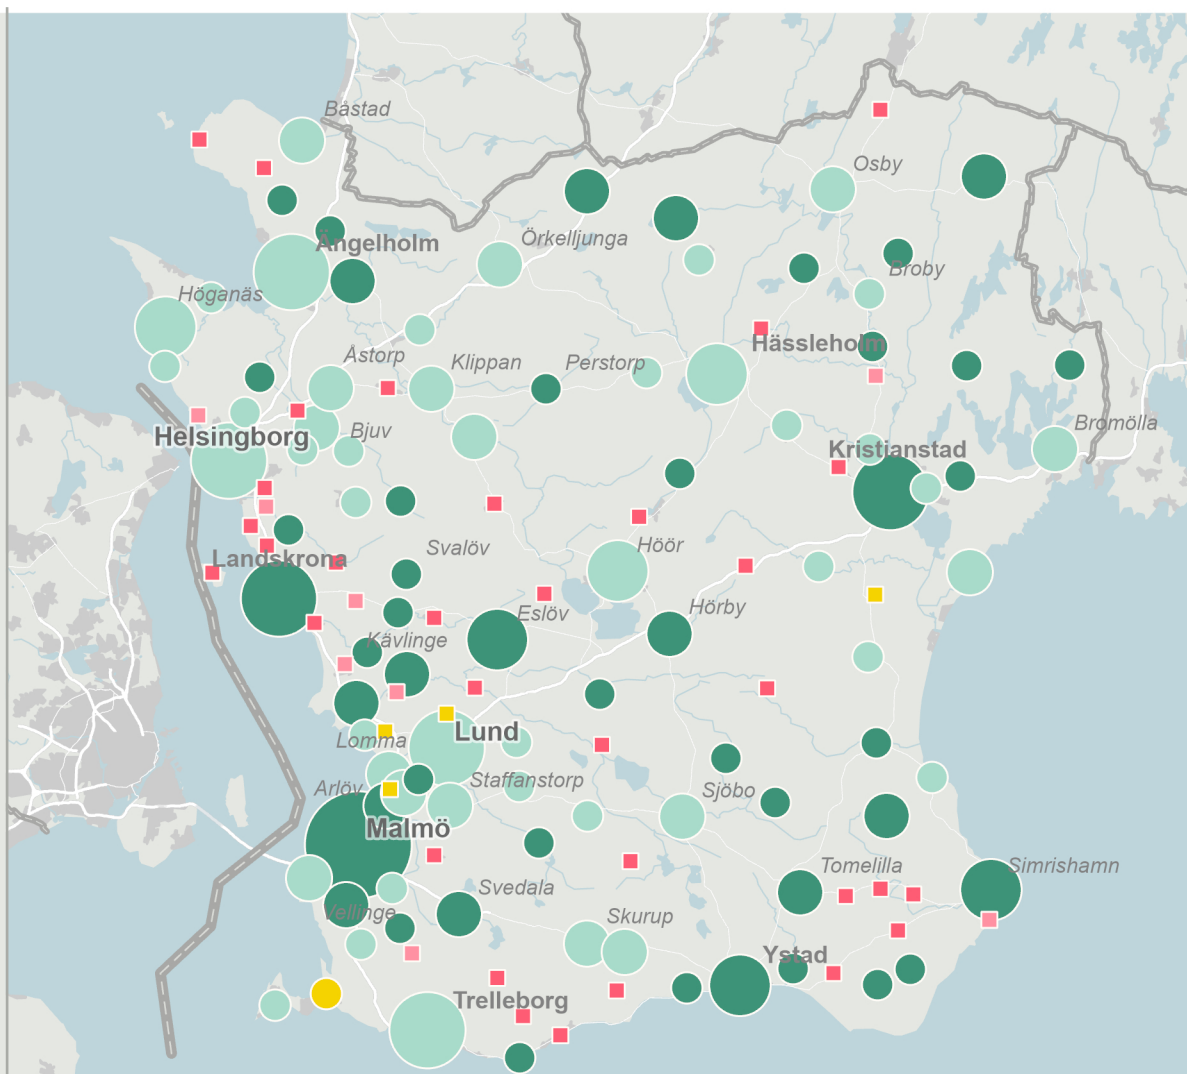 Båstad
Osby
Örkelljunga
Ängelholm
Broby
Höganäs
Hässleholm
Åstorp
Klippan
Perstorp
Bromölla
Bjuv
Helsingborg
Kristianstad
Höör
Svalöv
Landskrona
Hörby
Eslöv
Kävlinge
Lund
Lomma
Staffanstorp
Arlöv
Sjöbo
Malmö
Tomelilla
Simrishamn
Svedala
Vellinge
Skurup
Ystad
Trelleborg